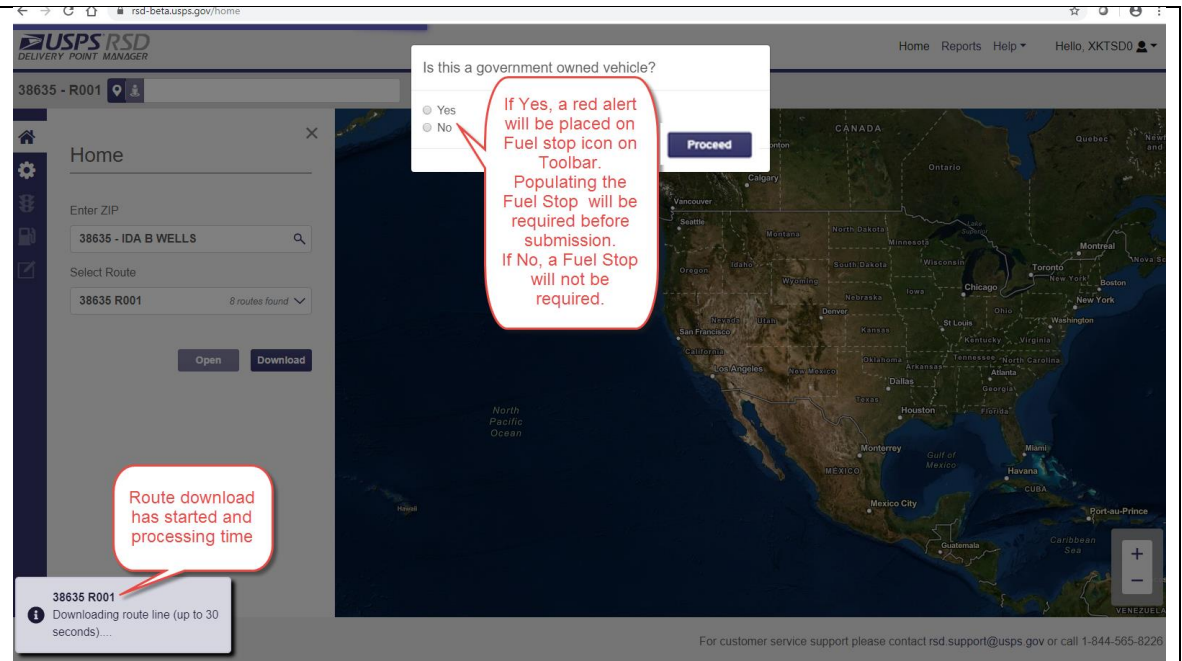 rsd-beta.usps.gov/home
USPS RSD
DELIVERY POINT MANAGER
Home Reports Help Hello, XKTSD0
38635 - R001
Is this a government owned vehicle?
Yes
No
Proceed
If Yes, a red alert
will be placed on
Fuel stop icon on
Toolbar.
Populating the
Fuel Stop will be
required before
submission.
If No, a Fuel Stop
will not be
required.
Home
Enter ZIP
38635 - IDA B WELLS
Select Route
38635 R001 8 routes found
Open Download
Route download
has started and
processing time
38635 R001
Downloading route line (up to 30
seconds)....
CANADA
Quebec
Ontario
Calgary
Vancouver
Seattle
Montana
North Dakota
Minnesota
Lake
Superior
Montreal
Oregon
Idaho
South Dakota
Wisconsin
Toronto
Wyoming
New York
Boston
Iowa
Chicago
Nebraska
New York
Nevada
Utah
Denver
Ohio
San Francisco
Kansas
St Louis
Washington
Kentucky
Virginia
California
Oklahoma
Tennessee
North Carolina
Los Angeles
New Mexico
Arkansas
Atlanta
Dallas
Georgia
Texas
Houston
Florida
North
Pacific
Ocean
Monterrey
Gulf of
Mexico
Miami
MEXICO
Havana
CUBA
Hawaii
Mexico City
Port-au-Prince
Guatemala
Caribbean
Sea
+
−
VENEZUELA
For customer service support please contact rsd.support@usps.gov or call 1-844-565-8226